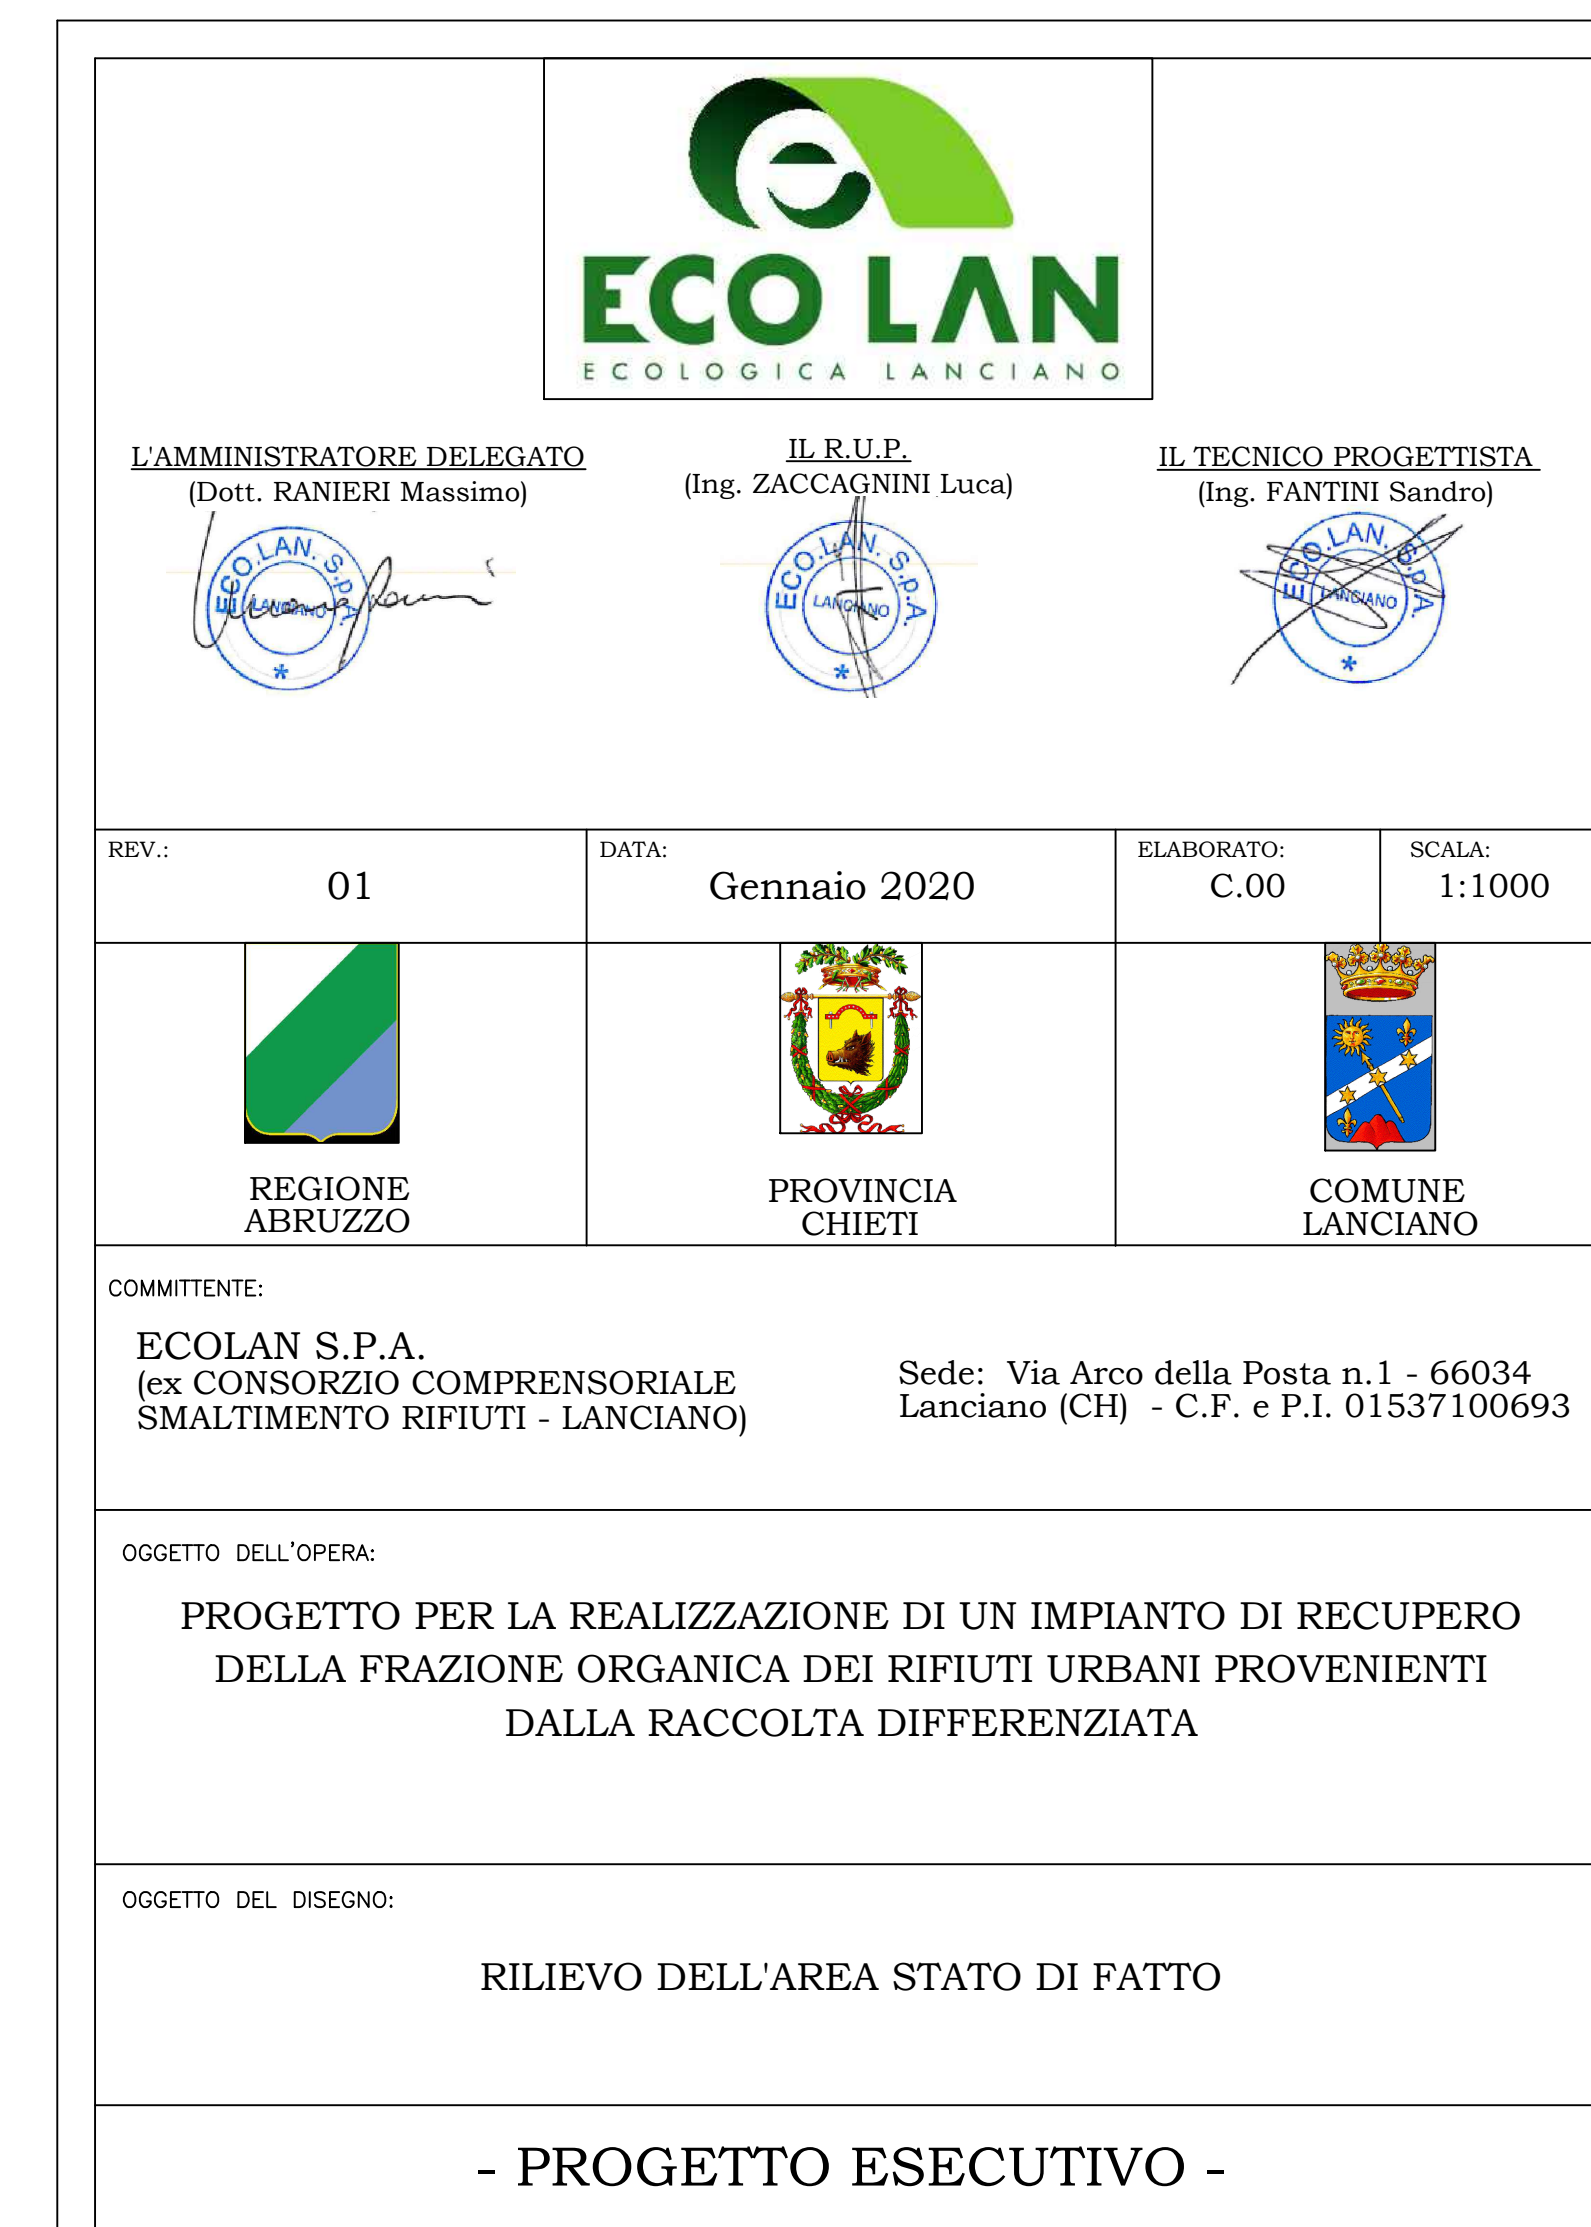 ECO LAN
ECOLOGICA LANCIANO
L'AMMINISTRATORE DELEGATO
(Dott. RANIERI Massimo)
ECO.LAN. S.p.A.
LANCIANO
IL R.U.P.
(Ing. ZACCAGNINI Luca)
ECO.LAN. S.p.A.
LANCIANO
IL TECNICO PROGETTISTA
(Ing. FANTINI Sandro)
ECO.LAN. S.p.A.
LANCIANO
REV.:
01
DATA:
Gennaio 2020
ELABORATO:
C.00
SCALA:
1:1000
REGIONE
ABRUZZO
PROVINCIA
CHIETI
COMUNE
LANCIANO
COMMITTENTE:
ECOLAN S.P.A.
(ex CONSORZIO COMPRENSORIALE
SMALTIMENTO RIFIUTI - LANCIANO)
Sede: Via Arco della Posta n.1 - 66034
Lanciano (CH) - C.F. e P.I. 01537100693
OGGETTO DELL'OPERA:
PROGETTO PER LA REALIZZAZIONE DI UN IMPIANTO DI RECUPERO
DELLA FRAZIONE ORGANICA DEI RIFIUTI URBANI PROVENIENTI
DALLA RACCOLTA DIFFERENZIATA
OGGETTO DEL DISEGNO:
RILIEVO DELL'AREA STATO DI FATTO
- PROGETTO ESECUTIVO -